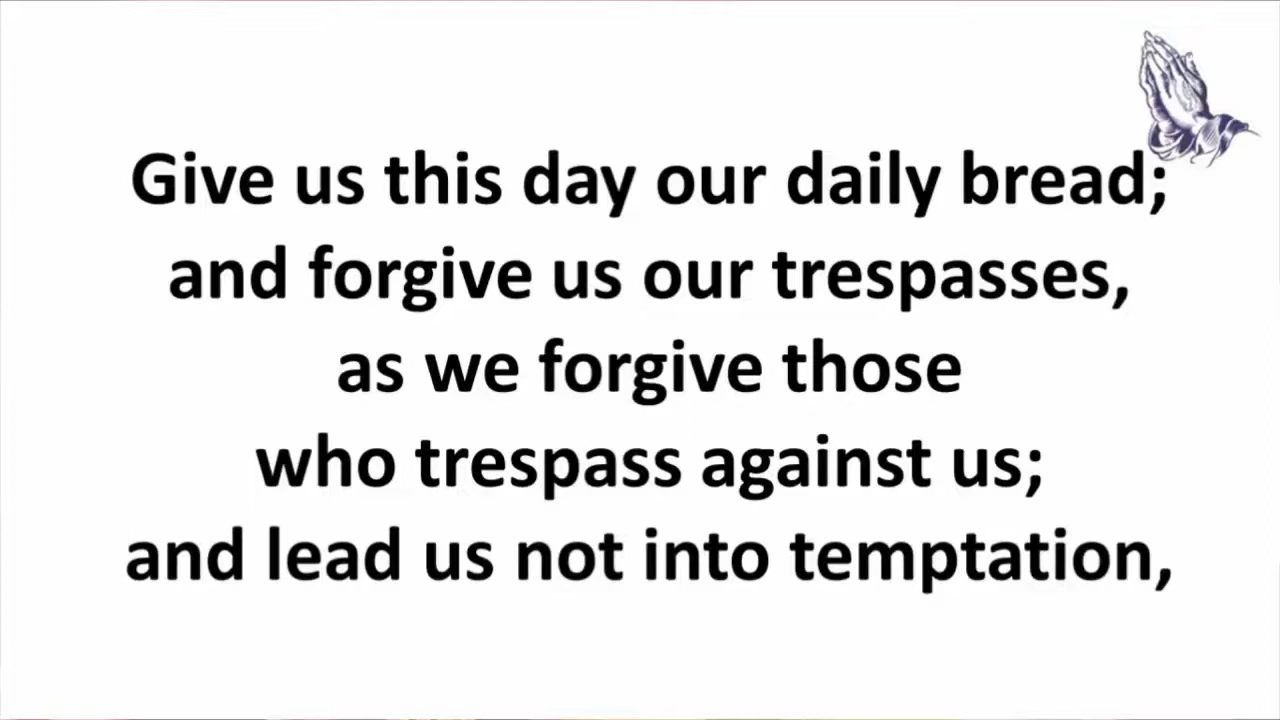 Give us this day our daily bread;
and forgive us our trespasses,
as we forgive those
who trespass against us;
and lead us not into temptation,